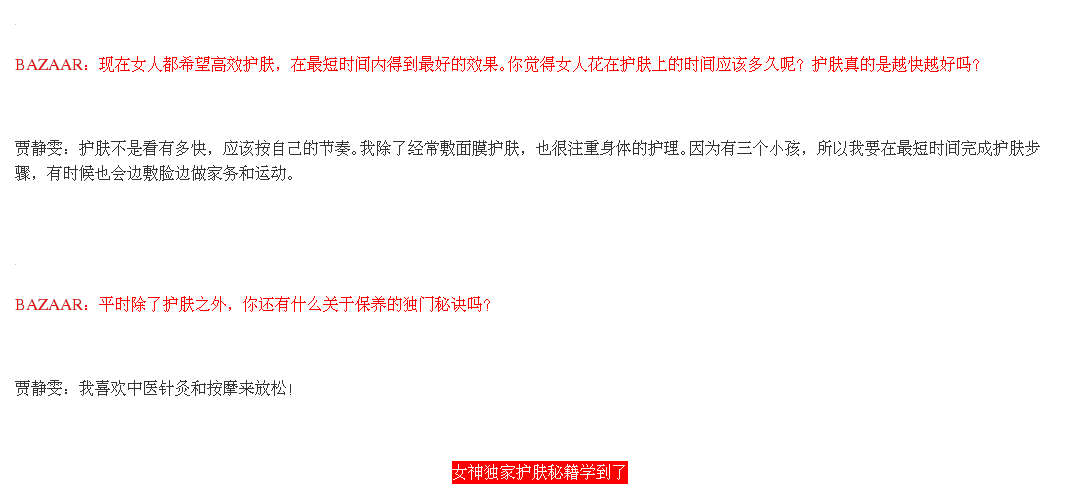 BAZAAR：现在女人都希望高效护肤，在最短时间内得到最好的效果。你觉得女人花在护肤上的时间应该多久呢？护肤真的是越快越好吗？
贾静雯：护肤不是看有多快，应该按自己的节奏。我除了经常敷面膜护肤，也很注重身体的护理。因为有三个小孩，所以我要在最短时间完成护肤步
骤，有时候也会边敷脸边做家务和运动。
BAZAAR：平时除了护肤之外，你还有什么关于保养的独门秘诀吗？
贾静雯：我喜欢中医针灸和按摩来放松！
女神独家护肤秘籍学到了